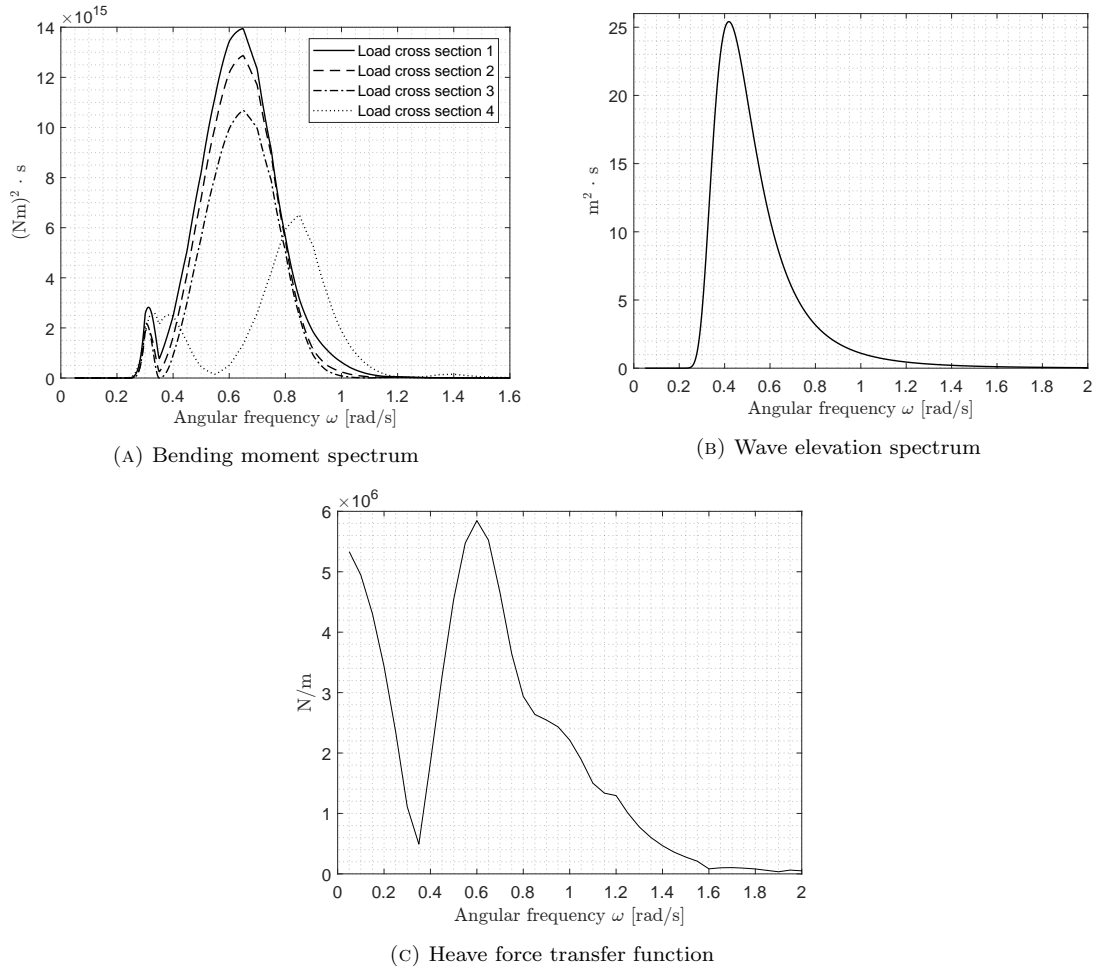 ×10^15
14
12
10
8
6
4
2
0
(Nm)² · s
Load cross section 1
Load cross section 2
Load cross section 3
Load cross section 4
0 0.2 0.4 0.6 0.8 1 1.2 1.4 1.6
Angular frequency ω [rad/s]
(A) Bending moment spectrum
25
20
15
10
5
0
m² · s
0 0.2 0.4 0.6 0.8 1 1.2 1.4 1.6 1.8 2
Angular frequency ω [rad/s]
(B) Wave elevation spectrum
×10^6
6
5
4
3
2
1
0
N/m
0 0.2 0.4 0.6 0.8 1 1.2 1.4 1.6 1.8 2
Angular frequency ω [rad/s]
(C) Heave force transfer function